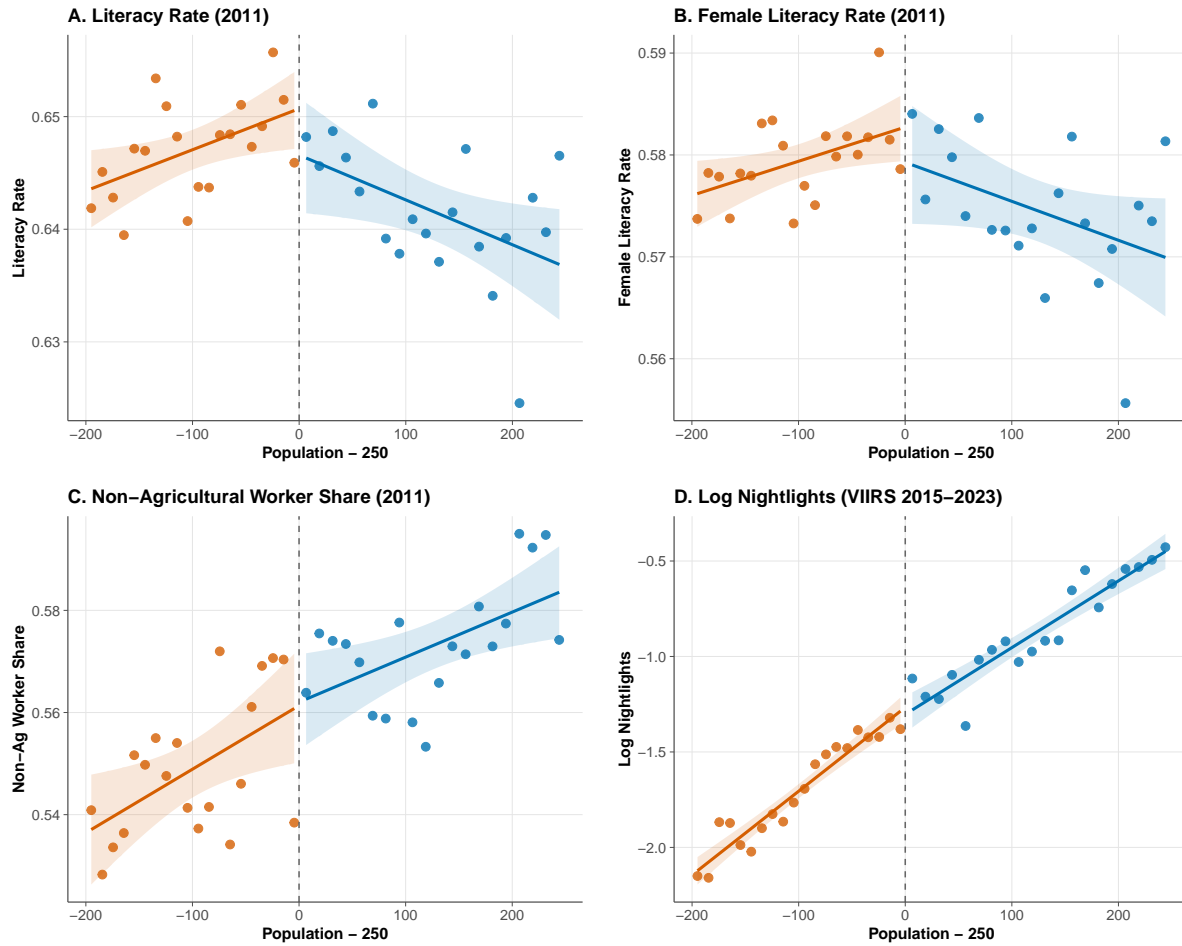 A. Literacy Rate (2011)
Literacy Rate
0.65
0.64
0.63
−200 −100 0 100 200
Population − 250
B. Female Literacy Rate (2011)
Female Literacy Rate
0.59
0.58
0.57
0.56
−200 −100 0 100 200
Population − 250
C. Non−Agricultural Worker Share (2011)
Non−Ag Worker Share
0.58
0.56
0.54
−200 −100 0 100 200
Population − 250
D. Log Nightlights (VIIRS 2015−2023)
Log Nightlights
−0.5
−1.0
−1.5
−2.0
−200 −100 0 100 200
Population − 250